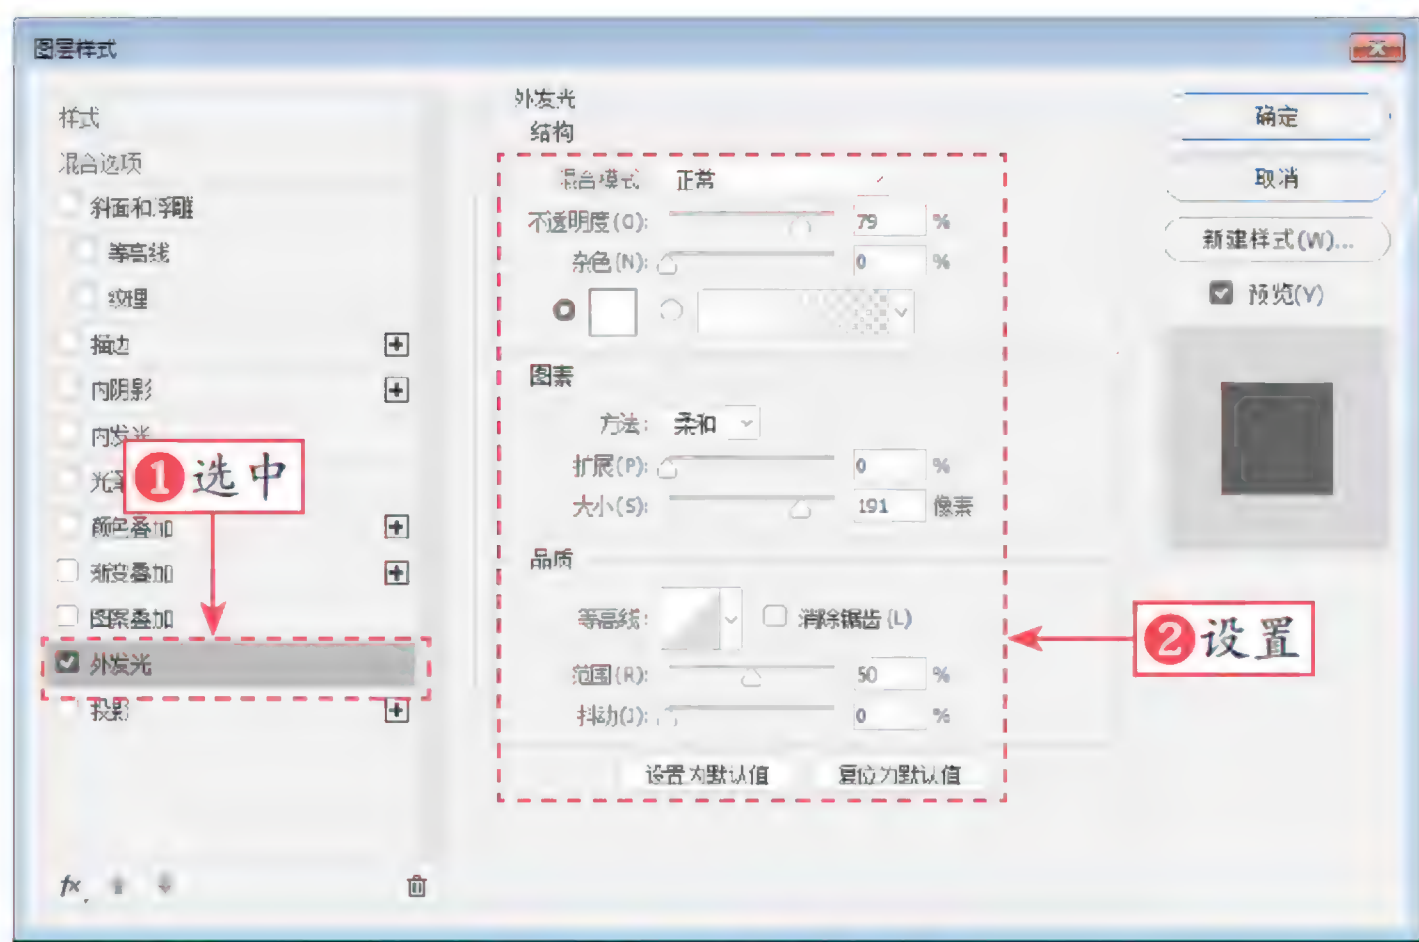 图层样式
样式
混合选项
斜面和浮雕
等高线
纹理
描边
内阴影
内发光
光泽
颜色叠加
渐变叠加
图案叠加
外发光
投影
fx
❶选中
外发光
结构
混合模式 正常
不透明度(O): 79 %
杂色(N): 0 %
图素
方法: 柔和
扩展(P): 0 %
大小(S): 191 像素
品质
等高线: 消除锯齿(L)
范围(R): 50 %
抖动(J): 0 %
设置为默认值 复位为默认值
❷设置
确定
取消
新建样式(W)...
预览(V)